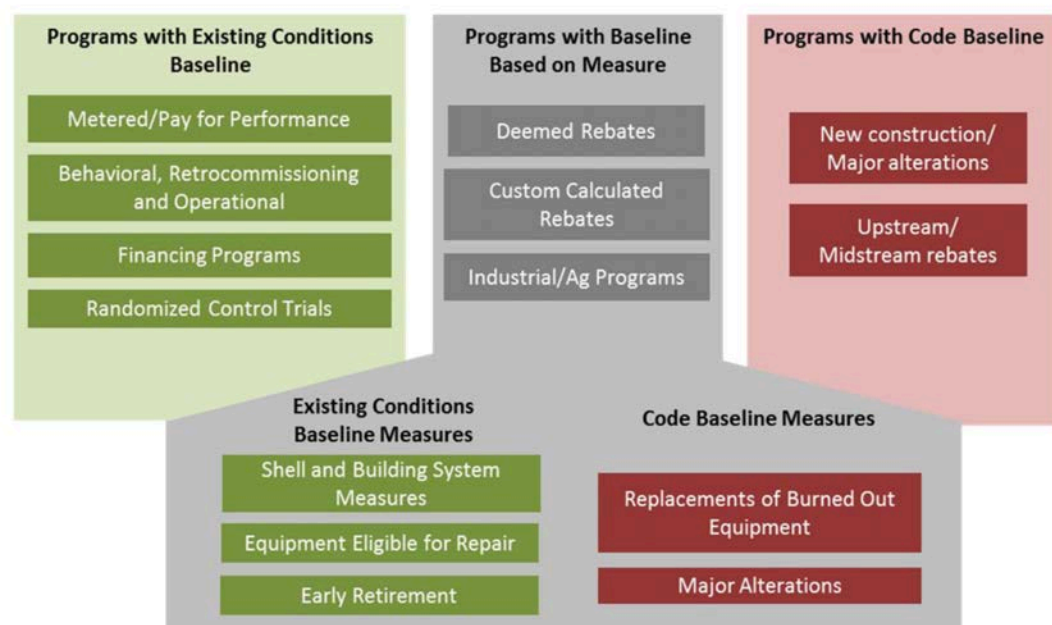 Programs with Existing Conditions
Baseline
Metered/Pay for Performance
Behavioral, Retrocommissioning
and Operational
Financing Programs
Randomized Control Trials
Programs with Baseline
Based on Measure
Deemed Rebates
Custom Calculated
Rebates
Industrial/Ag Programs
Programs with Code Baseline
New construction/
Major alterations
Upstream/
Midstream rebates
Existing Conditions
Baseline Measures
Shell and Building System
Measures
Equipment Eligible for Repair
Early Retirement
Code Baseline Measures
Replacements of Burned Out
Equipment
Major Alterations